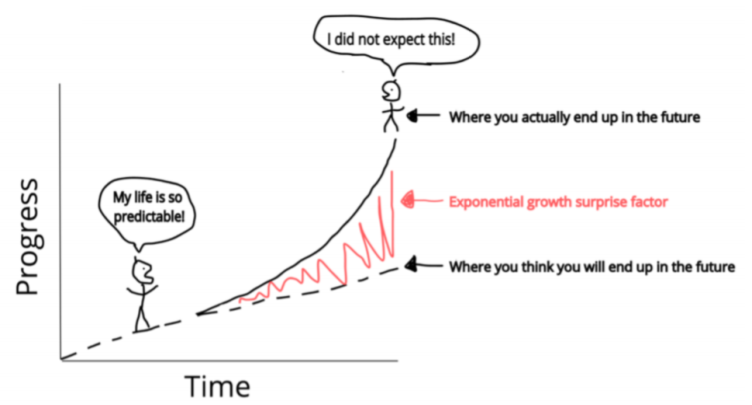 I did not expect this!
Where you actually end up in the future
My life is so
predictable!
Exponential growth surprise factor
Where you think you will end up in the future
Progress
Time